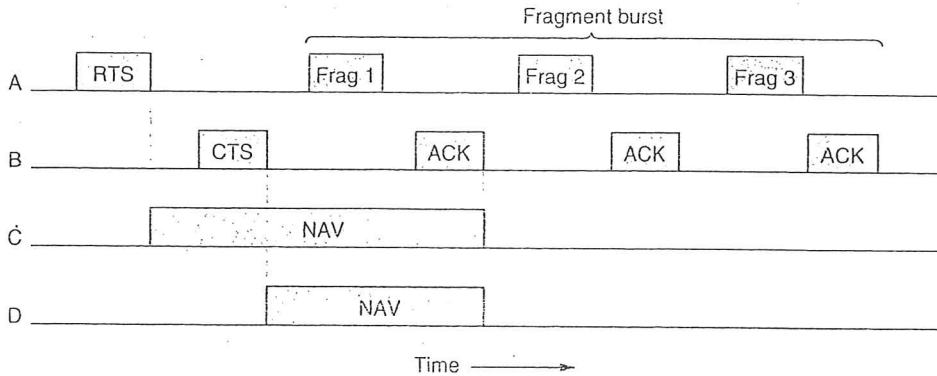 Fragment burst
A RTS Frag 1 Frag 2 Frag 3
B CTS ACK ACK ACK
C NAV
D NAV
Time